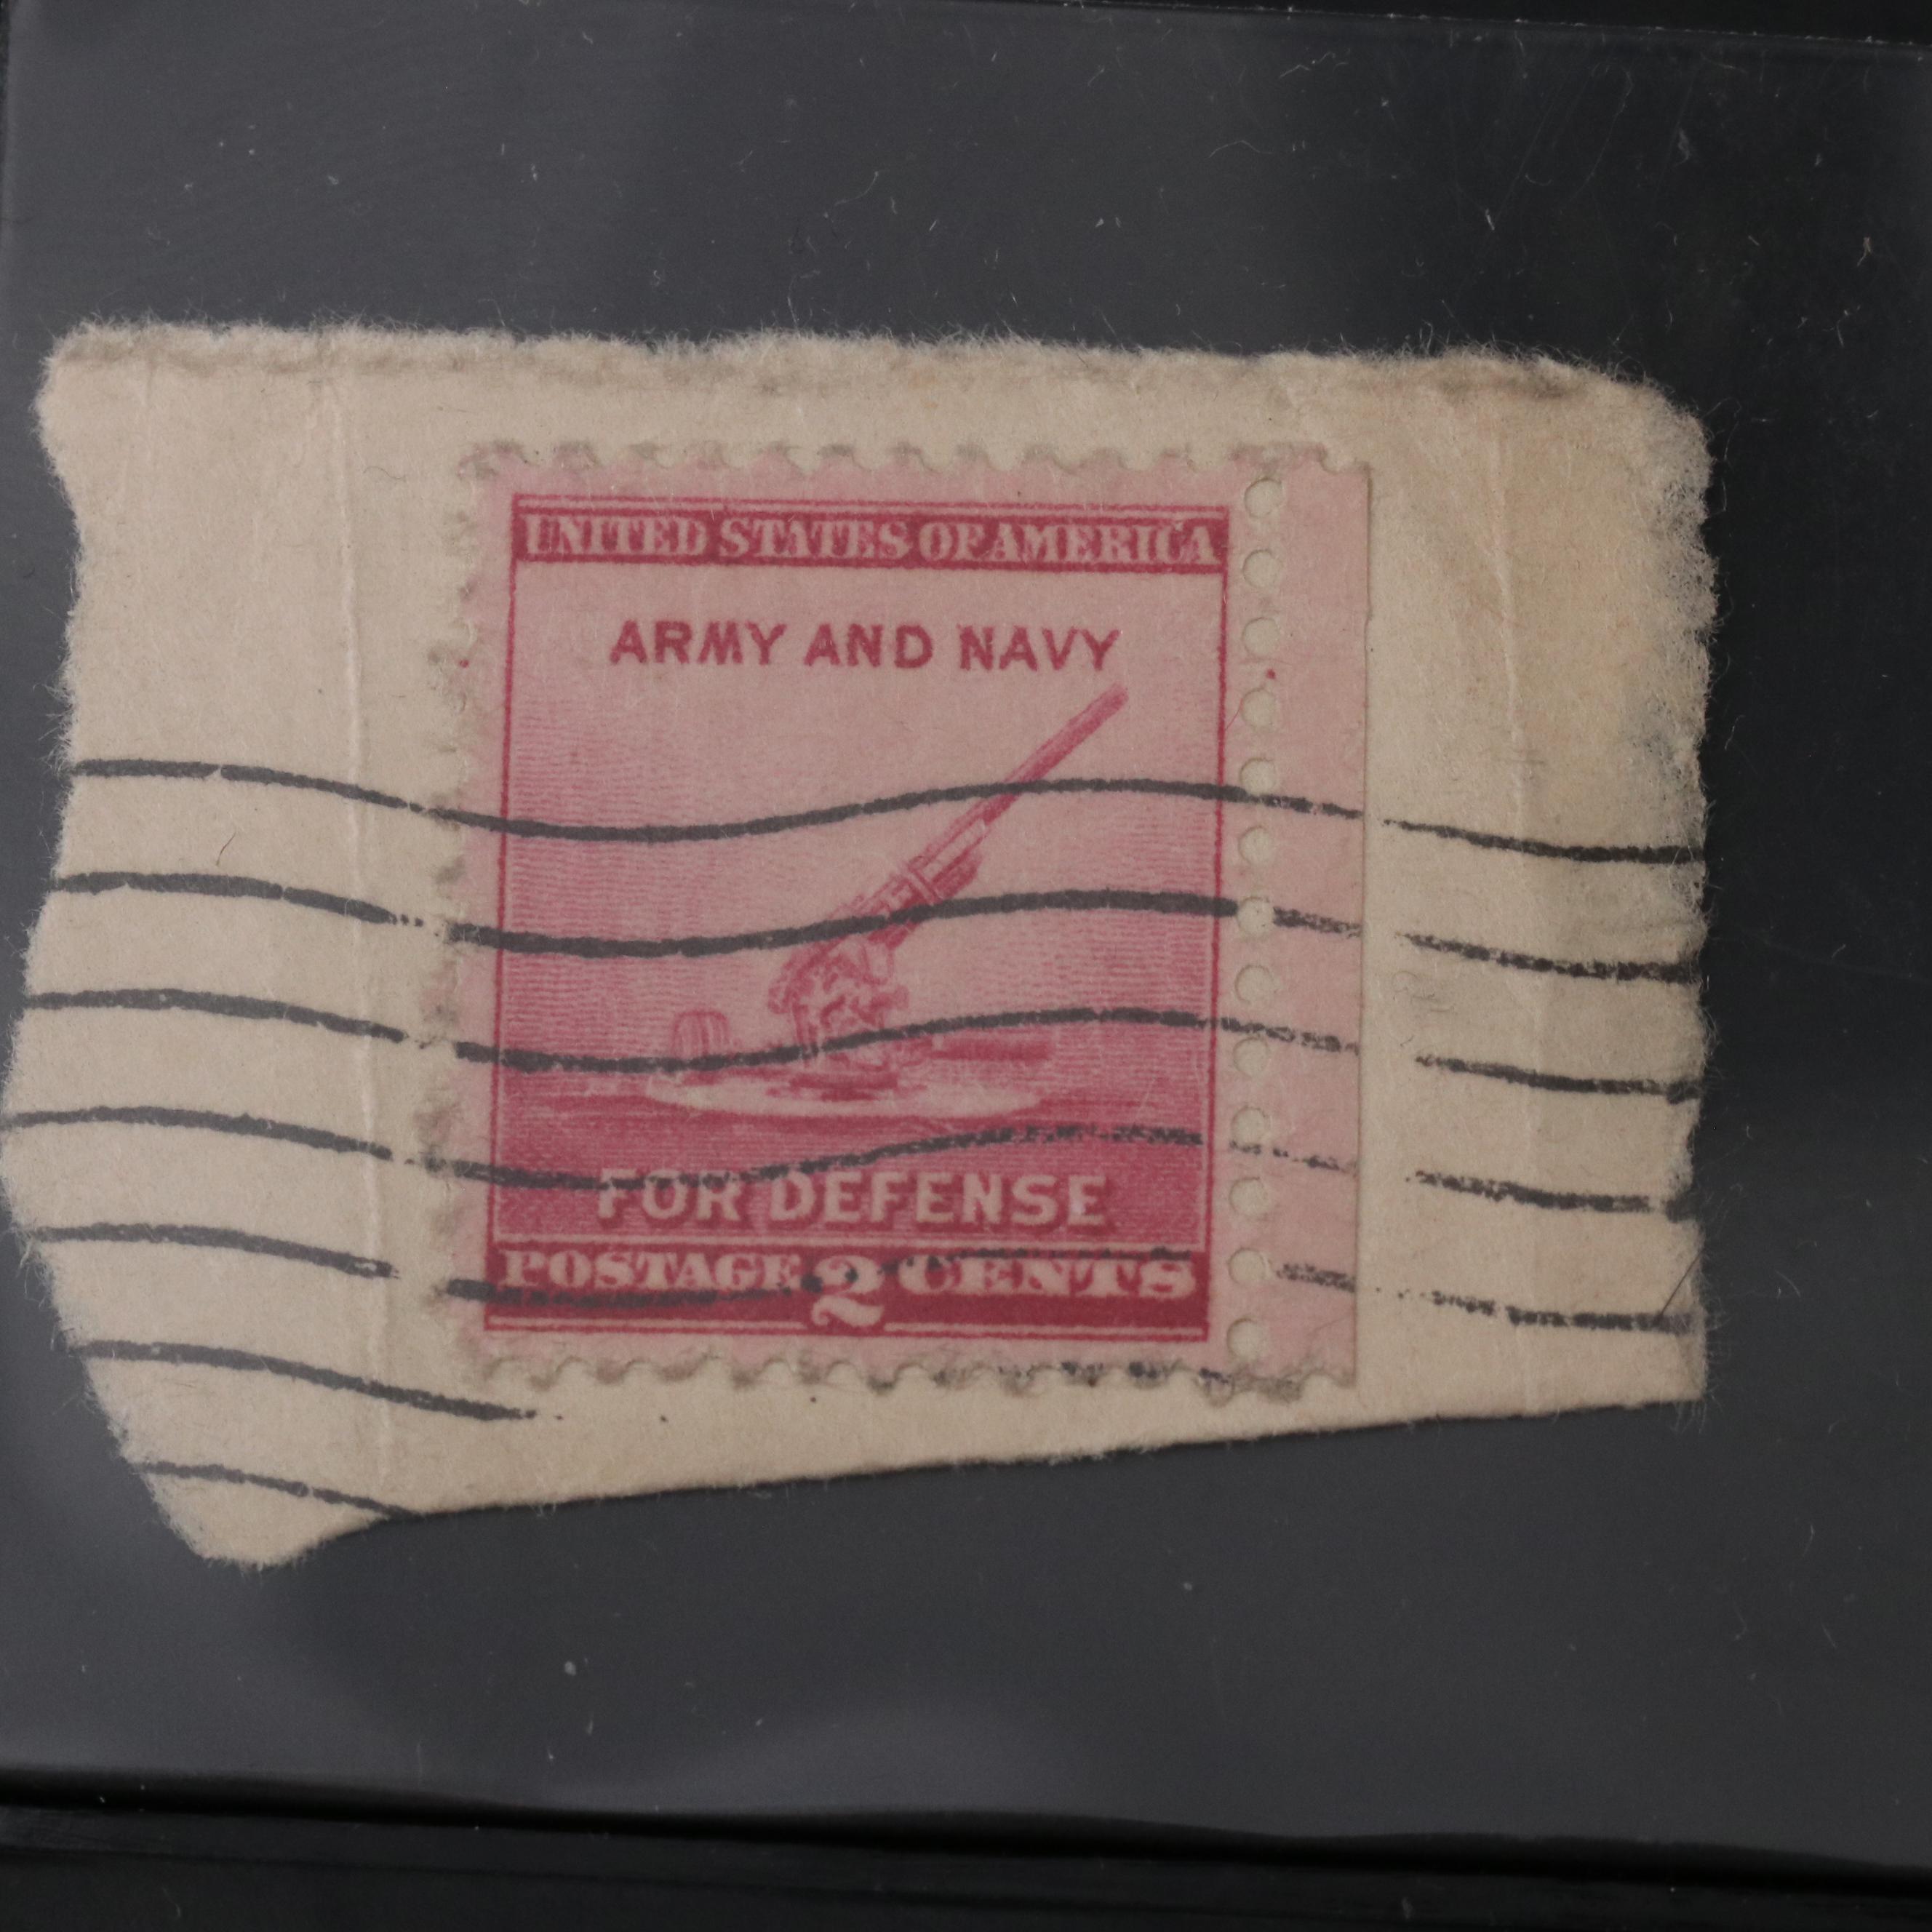 UNITED STATES OF AMERICA
ARMY AND NAVY
FOR DEFENSE
POSTAGE 2 CENTS